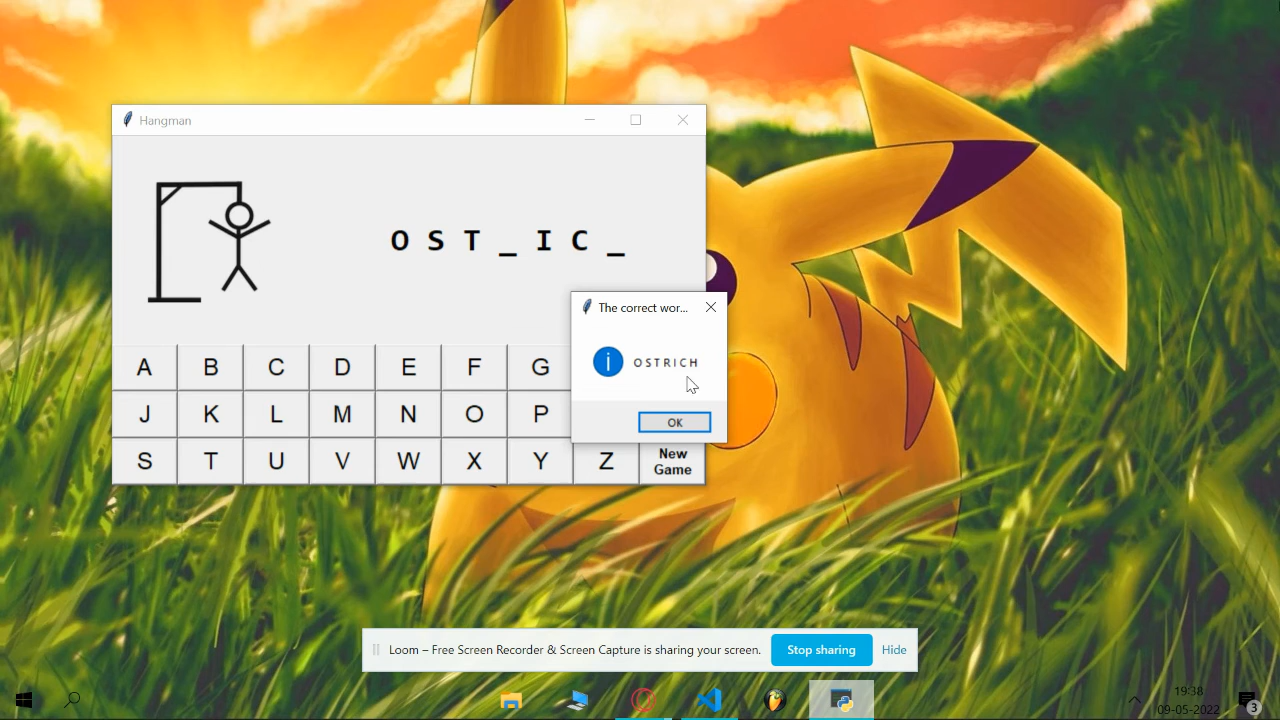 Hangman
O S T _ I C _
The correct wor...
i
O S T R I C H
OK
A B C D E F G
J K L M N O P
S T U V W X Y Z New Game
Loom – Free Screen Recorder & Screen Capture is sharing your screen. Stop sharing Hide
19:38
09-05-2022
3